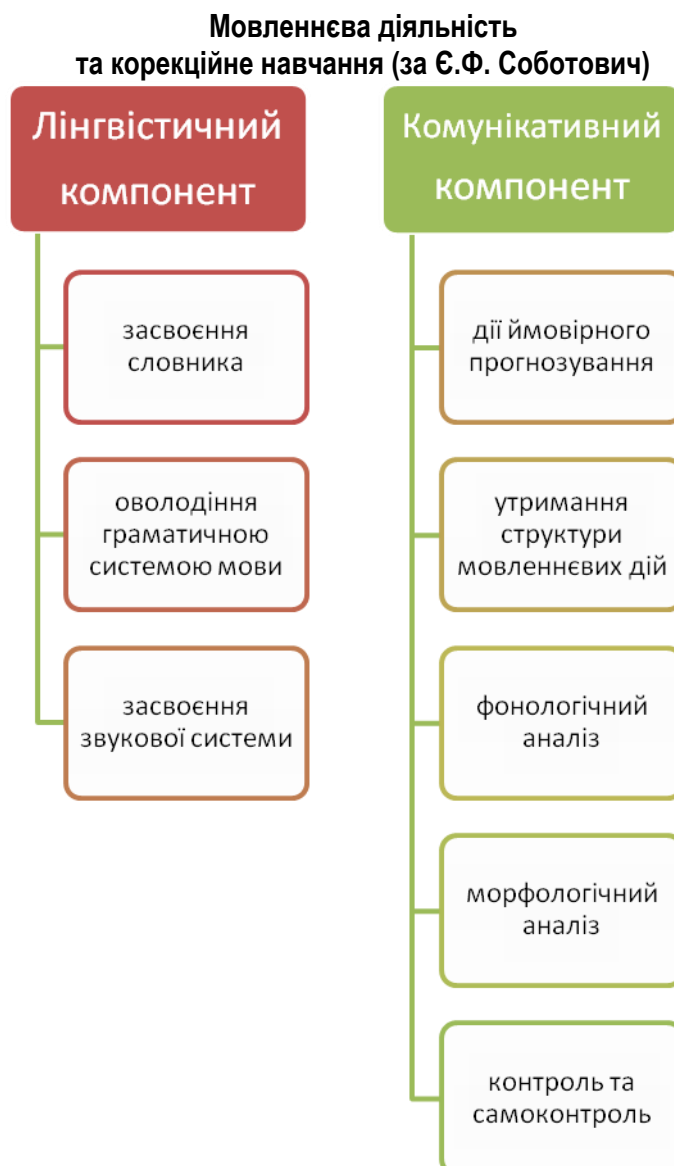 Мовленнєва діяльність
та корекційне навчання (за Є.Ф. Соботович)
Лінгвістичний
компонент
засвоєння
словника
оволодіння
граматичною
системою мови
засвоєння
звукової системи
Комунікативний
компонент
дії ймовірного
прогнозування
утримання
структури
мовленнєвих дій
фонологічний
аналіз
морфологічний
аналіз
контроль та
самоконтроль